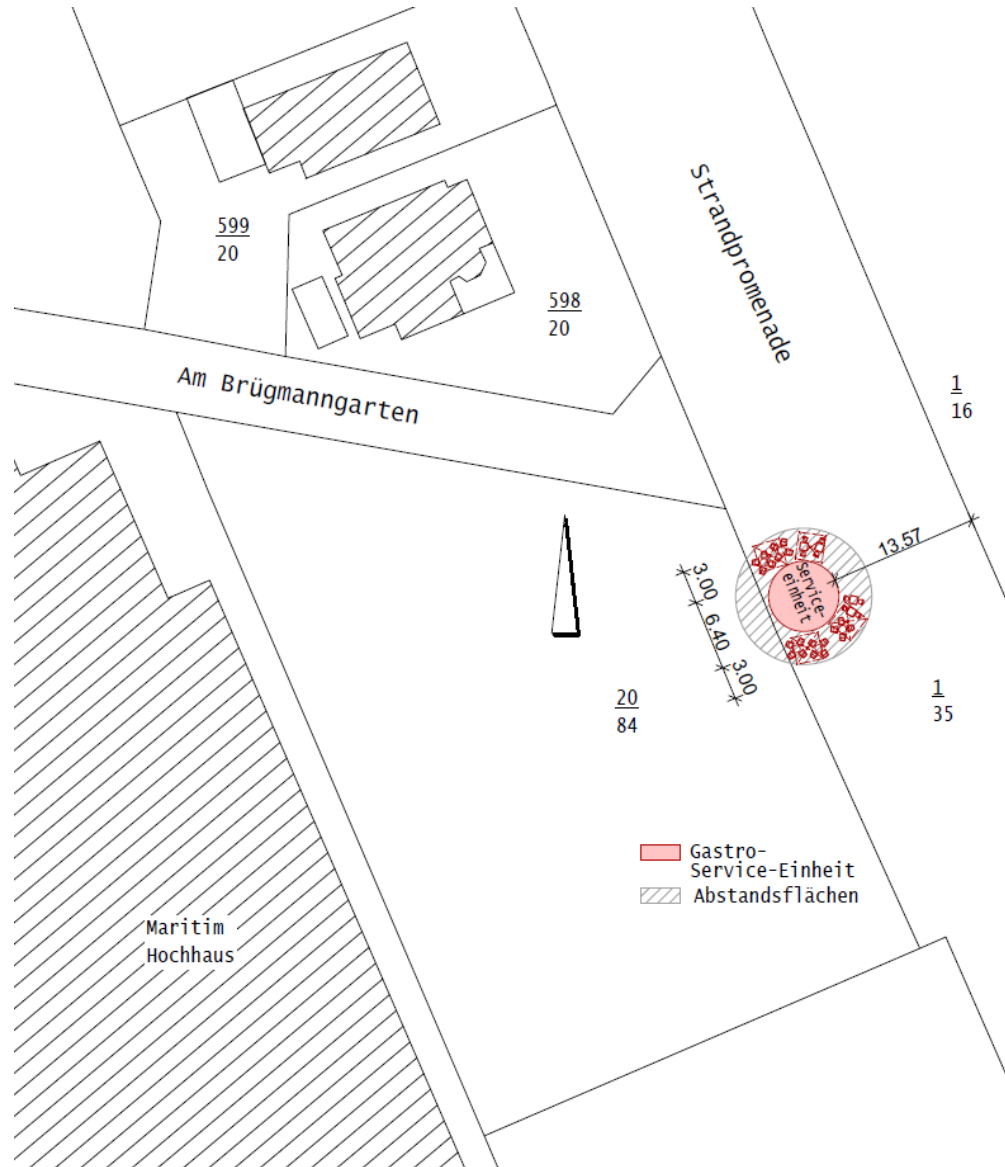 Strandpromenade
599
20
598
20
Am Brügmanngarten
1
16
13.57
3.00
6.40
3.00
Service-
einheit
1
35
20
84
Gastro-
Service-Einheit
Abstandsflächen
Maritim
Hochhaus